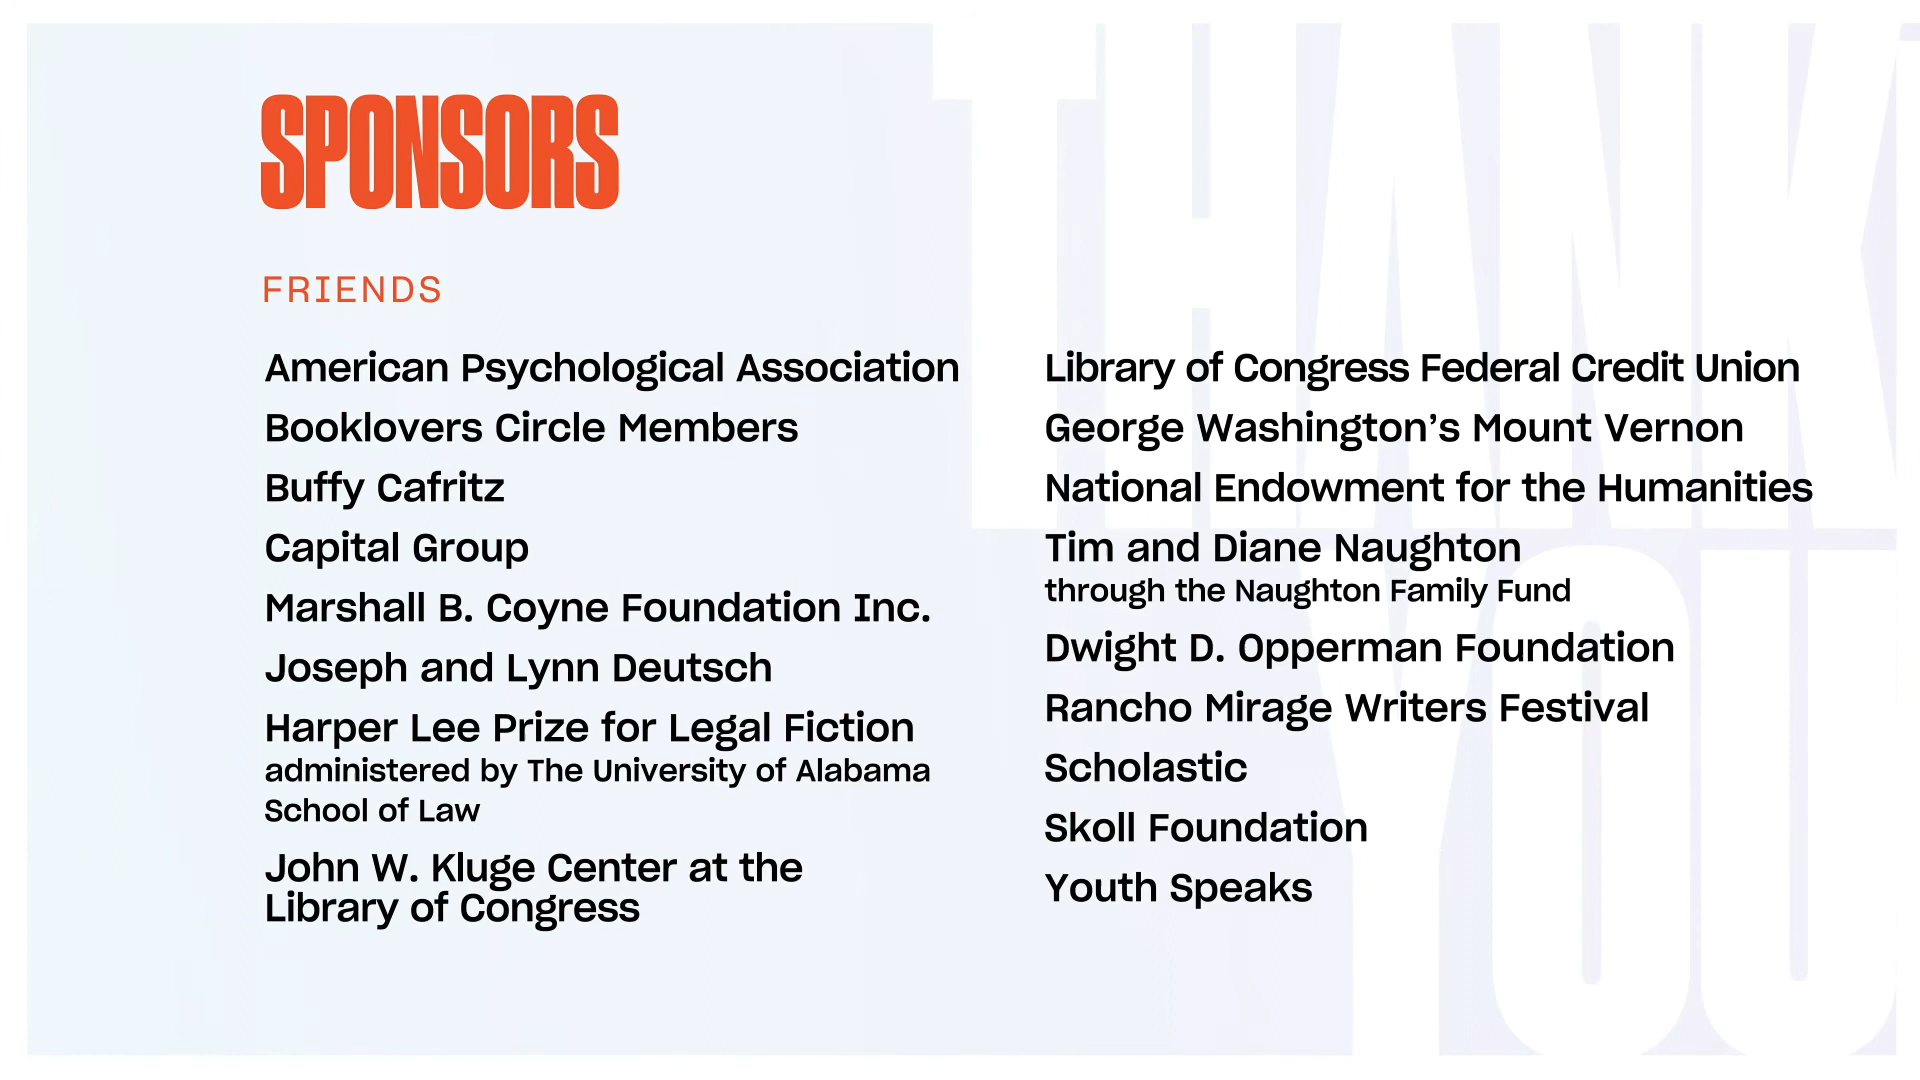 THANK
YOU
SPONSORS
FRIENDS
American Psychological Association
Booklovers Circle Members
Buffy Cafritz
Capital Group
Marshall B. Coyne Foundation Inc.
Joseph and Lynn Deutsch
Harper Lee Prize for Legal Fiction
administered by The University of Alabama
School of Law
John W. Kluge Center at the
Library of Congress
Library of Congress Federal Credit Union
George Washington’s Mount Vernon
National Endowment for the Humanities
Tim and Diane Naughton
through the Naughton Family Fund
Dwight D. Opperman Foundation
Rancho Mirage Writers Festival
Scholastic
Skoll Foundation
Youth Speaks